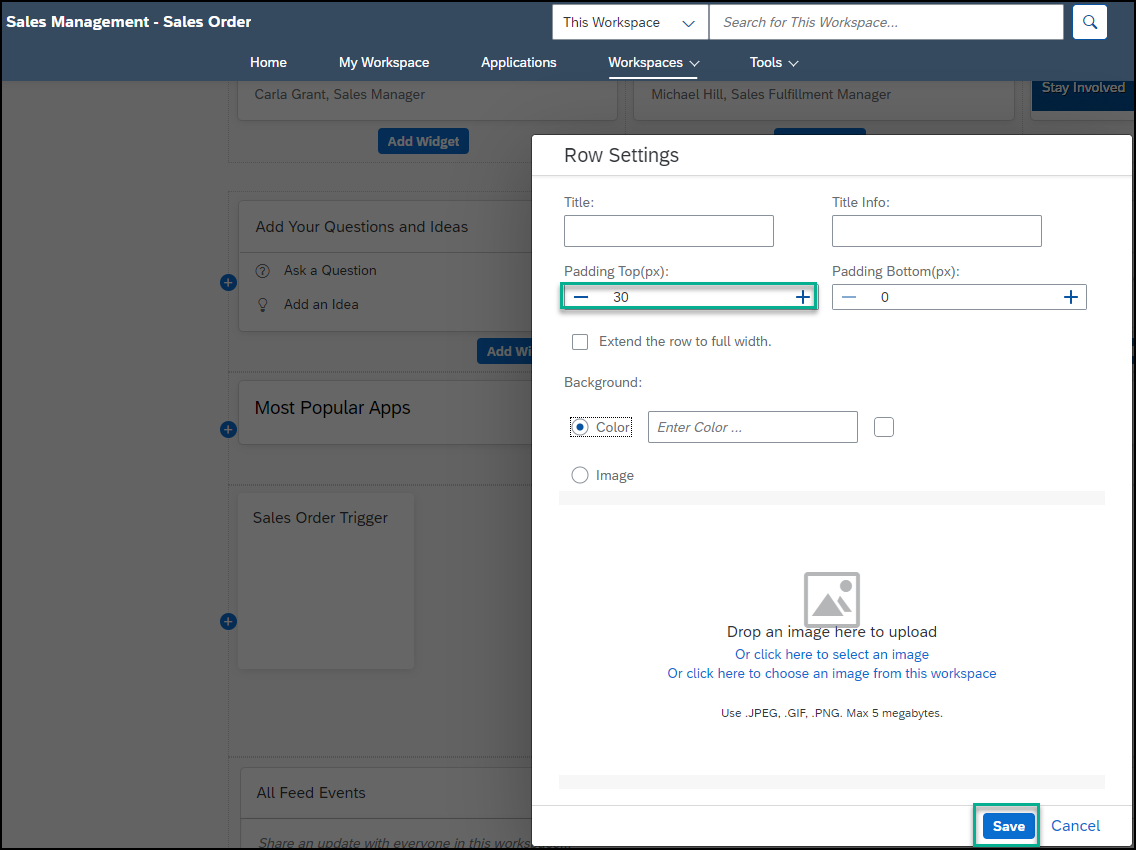 Sales Management - Sales Order
This Workspace
Search for This Workspace...
Home
My Workspace
Applications
Workspaces
Tools
Carla Grant, Sales Manager
Michael Hill, Sales Fulfillment Manager
Stay Involved
Add Widget
Row Settings
Title:
Title Info:
Padding Top(px):
Padding Bottom(px):
30
0
Extend the row to full width.
Background:
Color
Enter Color ...
Image
Drop an image here to upload
Or click here to select an image
Or click here to choose an image from this workspace
Use .JPEG, .GIF, .PNG. Max 5 megabytes.
Save
Cancel
Add Your Questions and Ideas
Ask a Question
Add an Idea
Add Wi
Most Popular Apps
Sales Order Trigger
All Feed Events
Share an update with everyone in this works